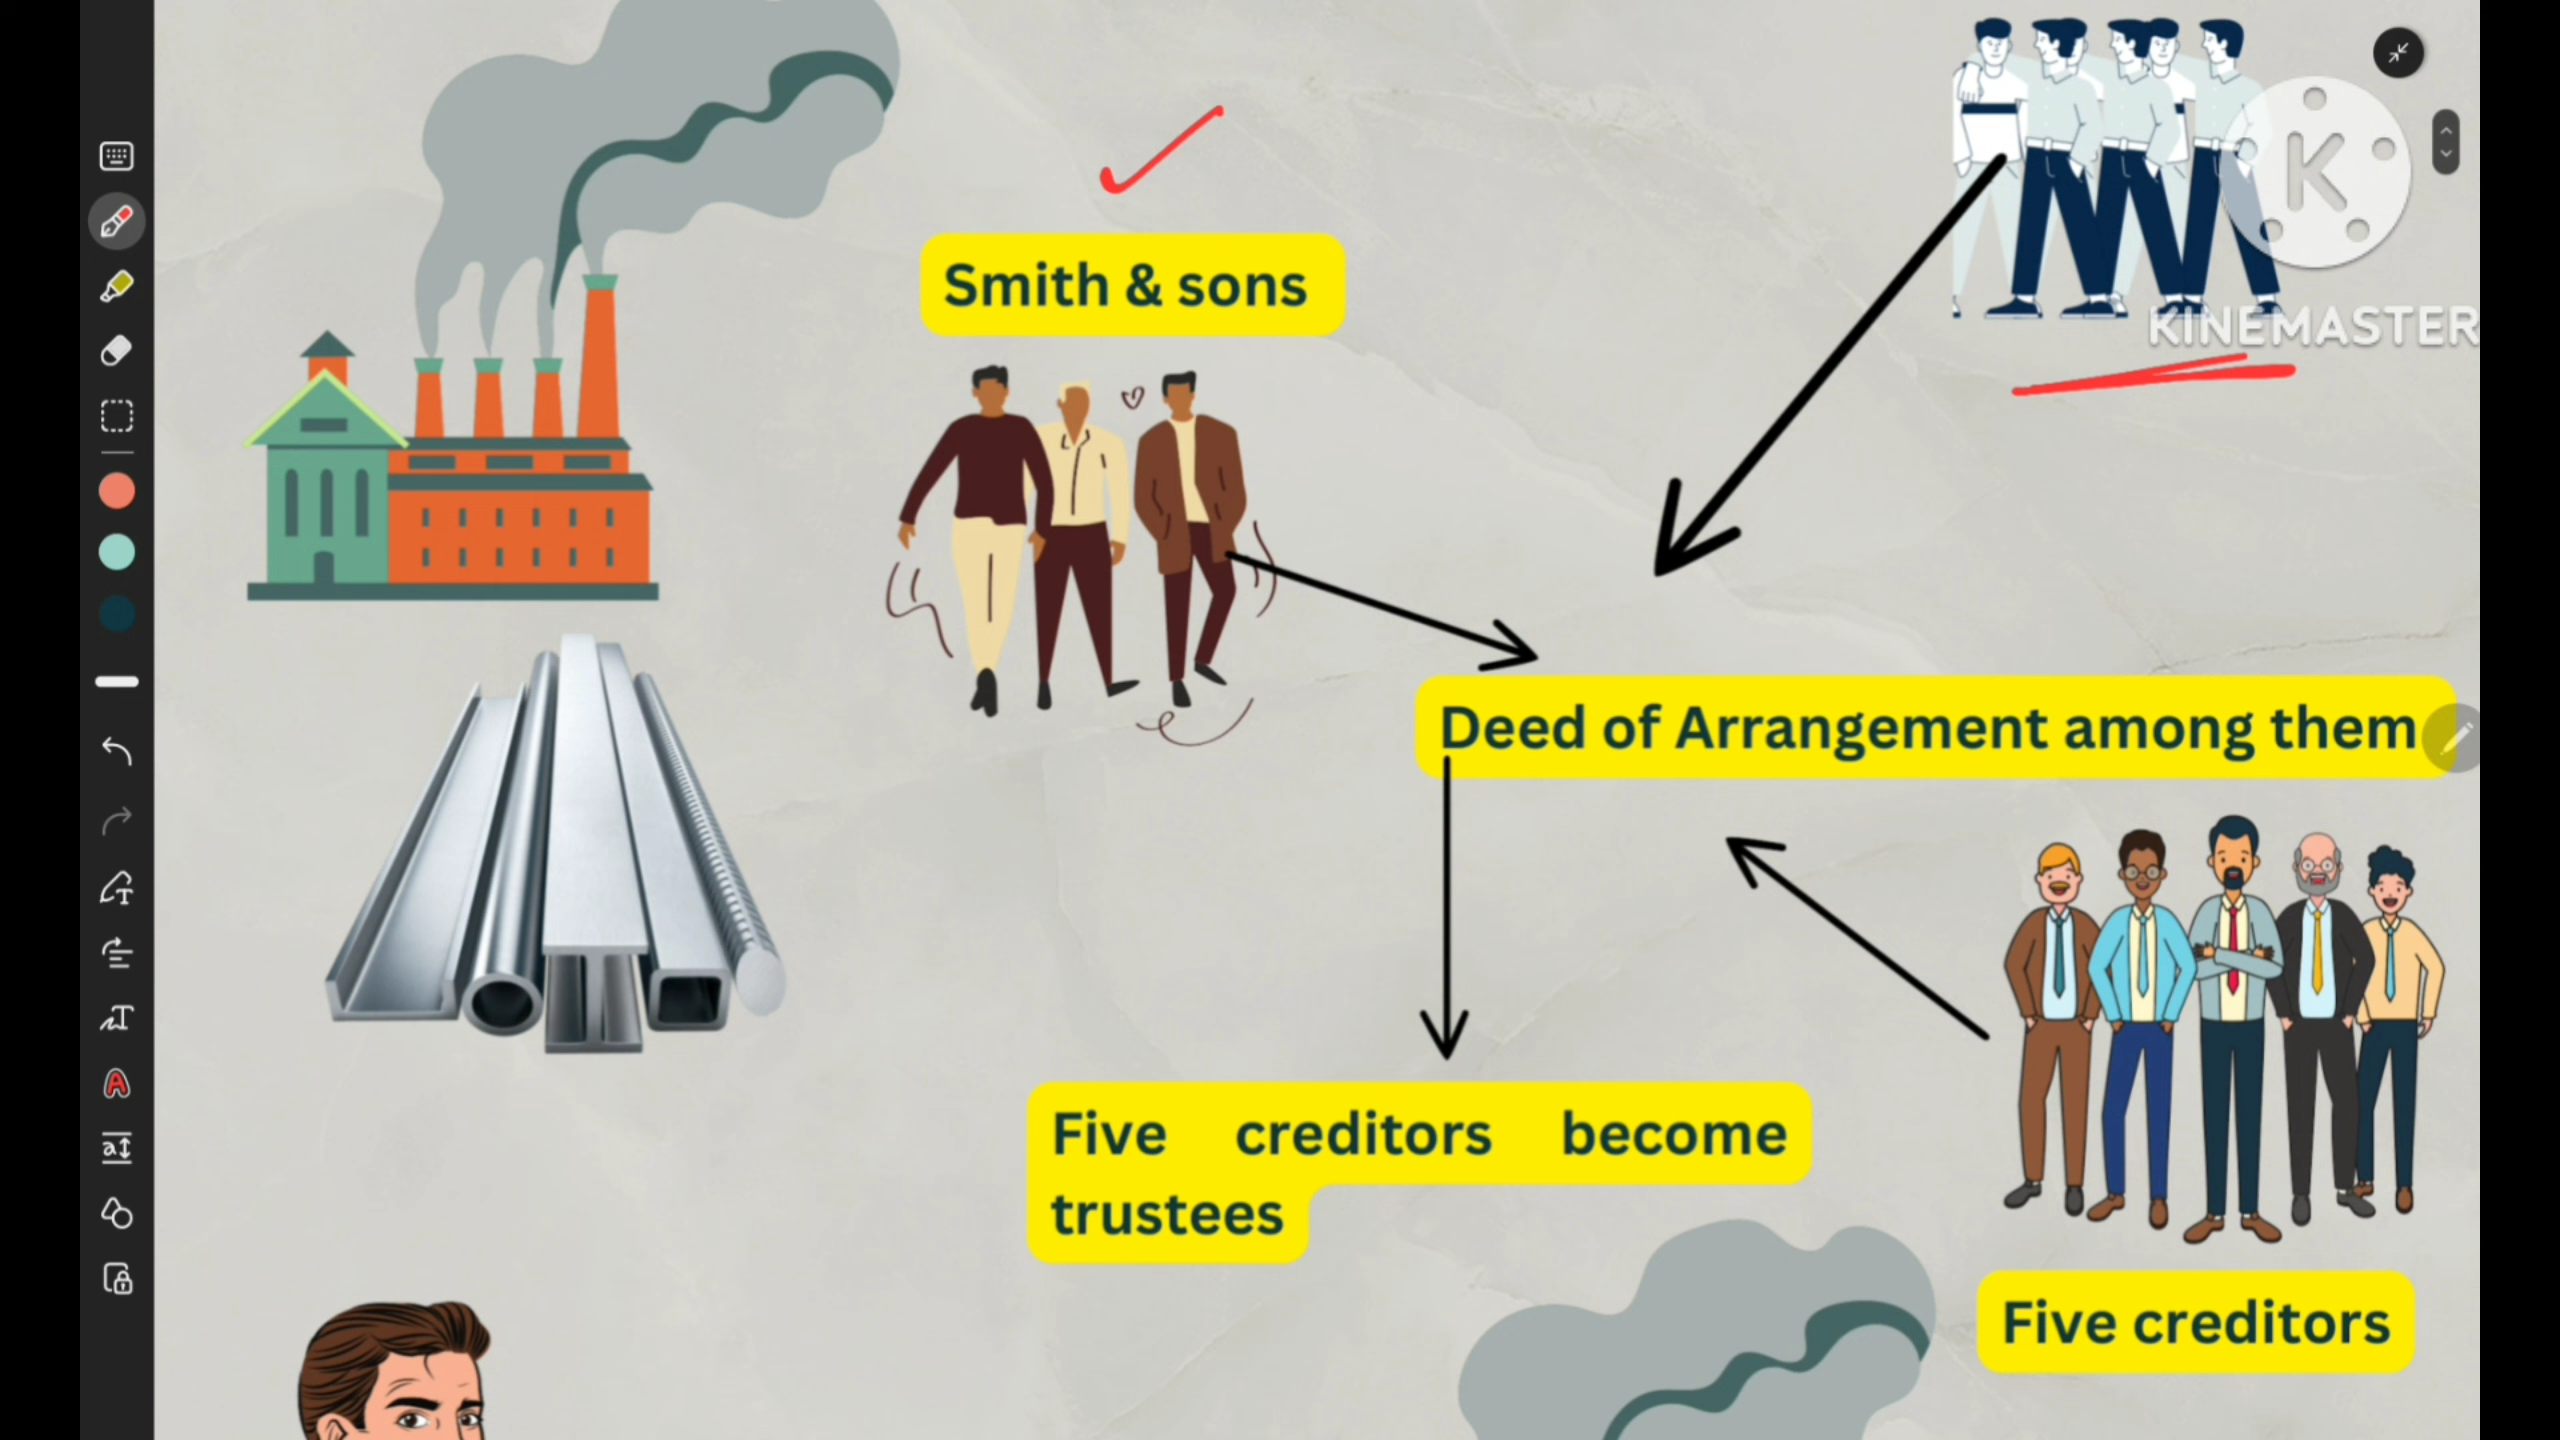 Smith & sons
KINEMASTER
Deed of Arrangement among them
Five creditors become
trustees
Five creditors